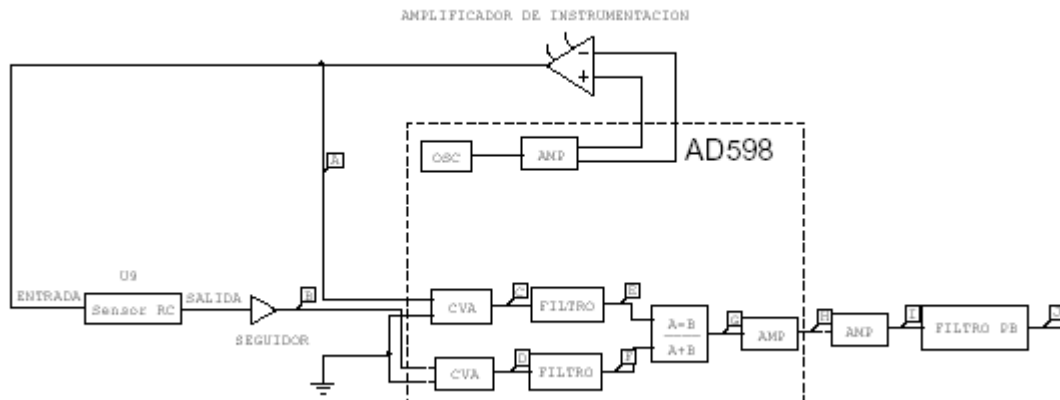 AMPLIFICADOR DE INSTRUMENTACION
-
+
OSC
AMP
AD598
A
U9
ENTRADA
Sensor RC
SALIDA
B
SEGUIDOR
CVA
C
FILTRO
E
A-B
A+B
G
AMP
H
AMP
I
FILTRO PB
J
CVA
D
FILTRO
F